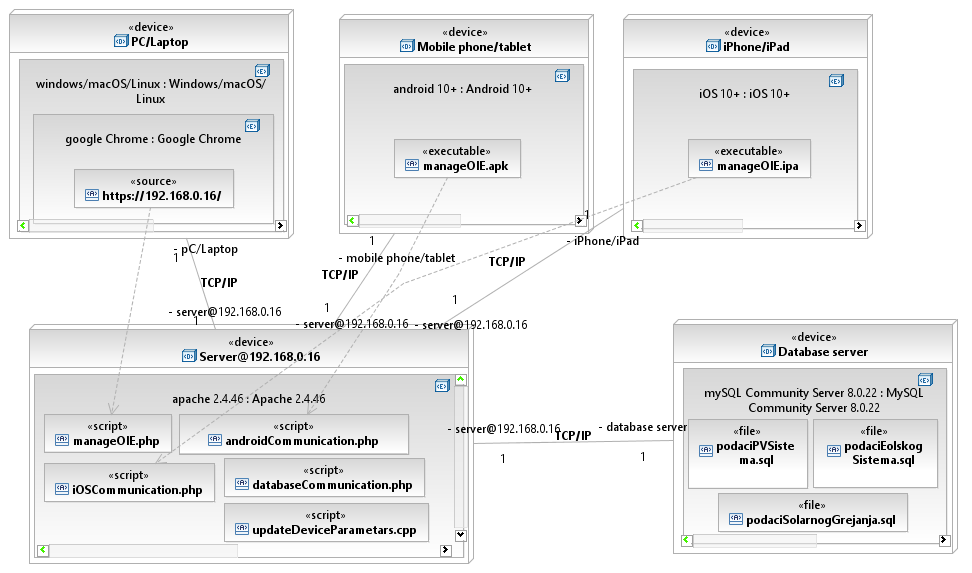 «device»
PC/Laptop
windows/macOS/Linux : Windows/macOS/
Linux
google Chrome : Google Chrome
«source»
https://192.168.0.16/
«device»
Mobile phone/tablet
android 10+ : Android 10+
«executable»
manageOIE.apk
«device»
iPhone/iPad
iOS 10+ : iOS 10+
«executable»
manageOIE.ipa
- pC/Laptop
1
TCP/IP
- server@192.168.0.16
1
1
- mobile phone/tablet
TCP/IP
1
- server@192.168.0.16
1
- iPhone/iPad
TCP/IP
1
- server@192.168.0.16
«device»
Server@192.168.0.16
apache 2.4.46 : Apache 2.4.46
«script»
manageOIE.php
«script»
androidCommunication.php
«script»
iOSCommunication.php
«script»
databaseCommunication.php
«script»
updateDeviceParametars.cpp
- server@192.168.0.16
1
TCP/IP
- database server
1
«device»
Database server
mySQL Community Server 8.0.22 : MySQL
Community Server 8.0.22
«file»
podaciPVSiste
ma.sql
«file»
podaciEolskog
Sistema.sql
«file»
podaciSolarnogGrejanja.sql